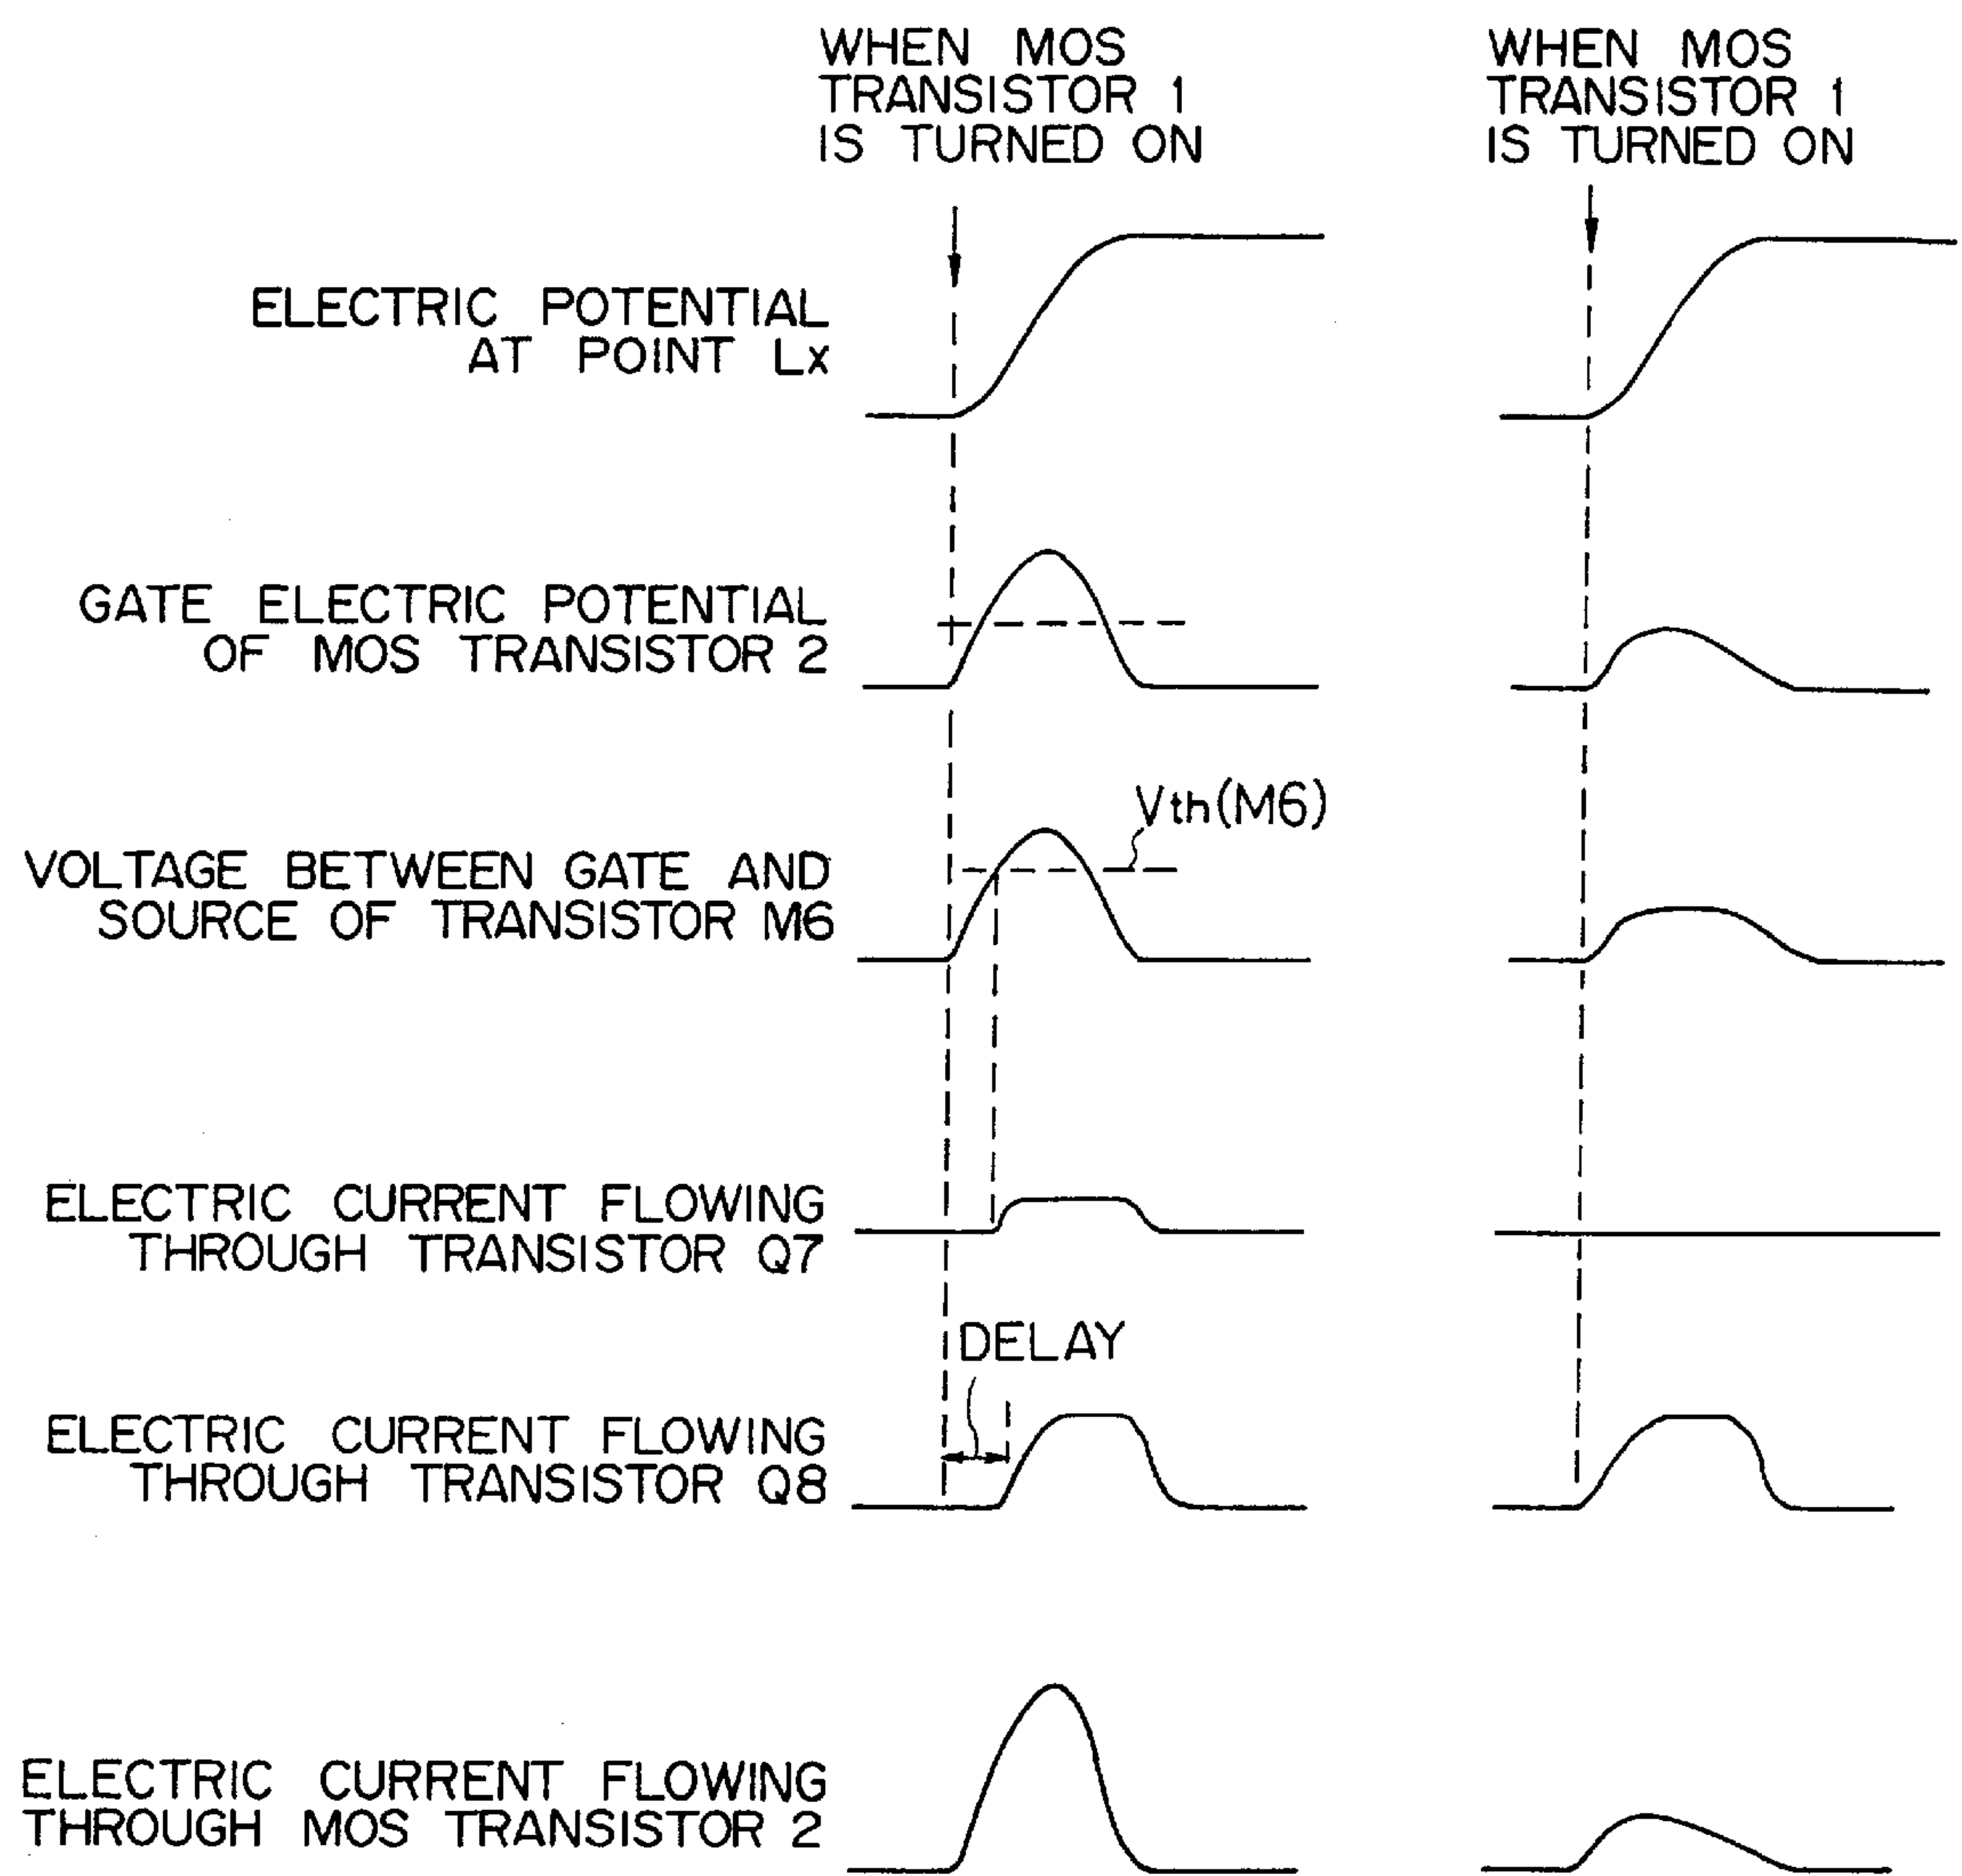 WHEN MOS
TRANSISTOR 1
IS TURNED ON
WHEN MOS
TRANSISTOR 1
IS TURNED ON
ELECTRIC POTENTIAL
AT POINT Lx
GATE ELECTRIC POTENTIAL
OF MOS TRANSISTOR 2
Vth(M6)
VOLTAGE BETWEEN GATE AND
SOURCE OF TRANSISTOR M6
ELECTRIC CURRENT FLOWING
THROUGH TRANSISTOR Q7
DELAY
ELECTRIC CURRENT FLOWING
THROUGH TRANSISTOR Q8
ELECTRIC CURRENT FLOWING
THROUGH MOS TRANSISTOR 2